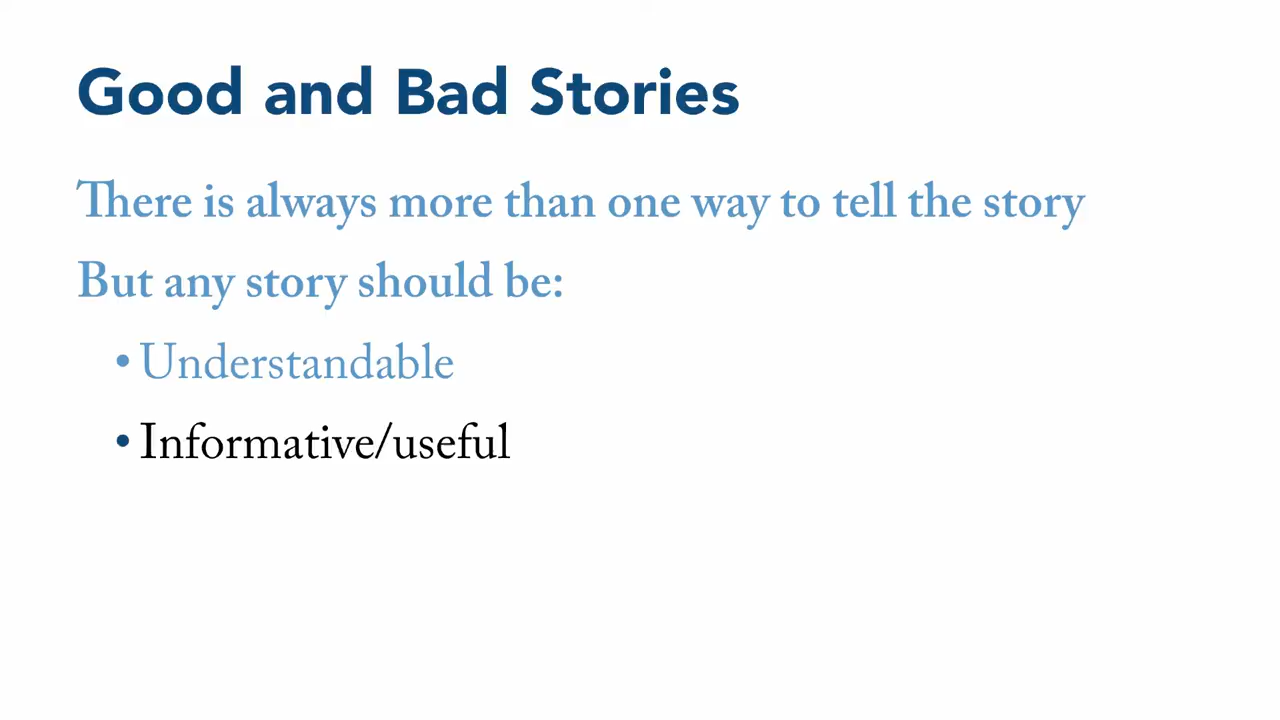 Good and Bad Stories
There is always more than one way to tell the story
But any story should be:
• Understandable
• Informative/useful